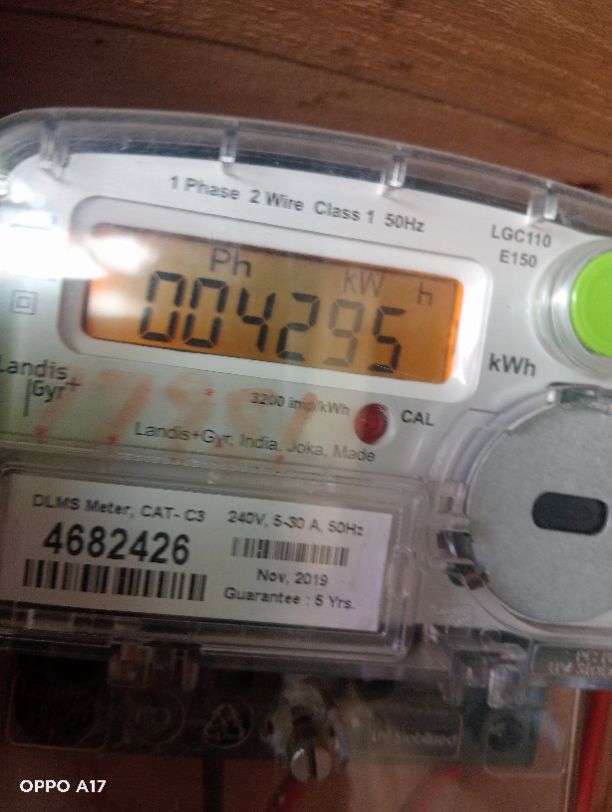 1 Phase 2 Wire Class 1 50Hz
LGC110
E150
Ph kW h
004295
kWh
Landis
Gyr+
3200 imp/kWh
CAL
Landis+Gyr, India, Joka, Made
DLMS Meter, CAT- C3
240V, 5-30 A, 50Hz
4682426
Nov, 2019
Guarantee : 5 Yrs.
OPPO A17